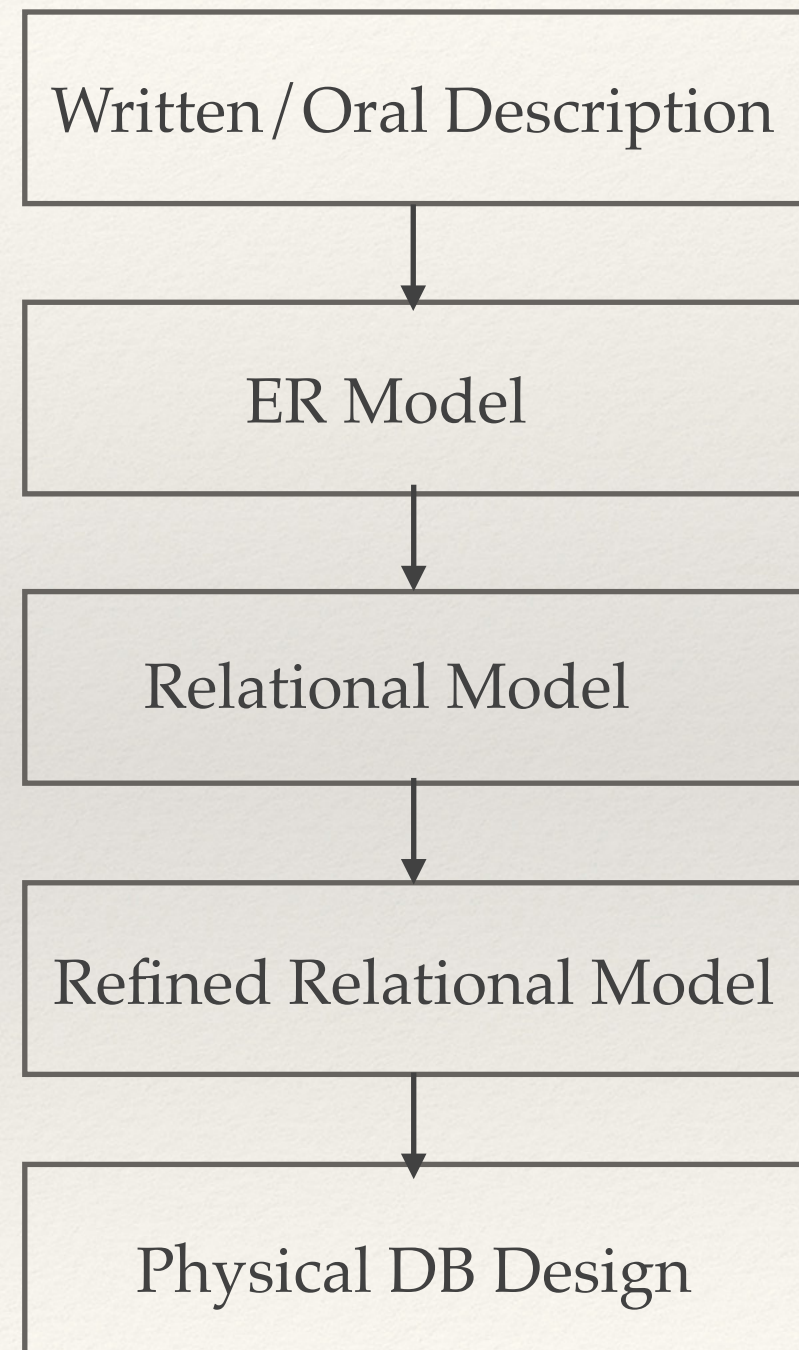 Written/Oral Description
ER Model
Relational Model
Refined Relational Model
Physical DB Design